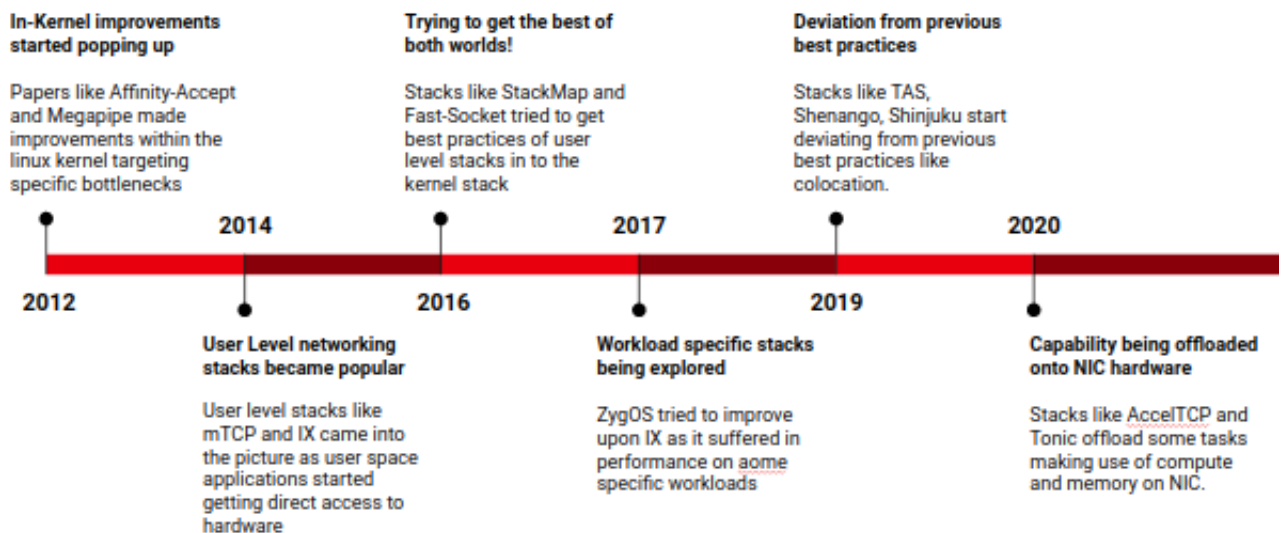 In-Kernel improvements
started popping up
Papers like Affinity-Accept
and Megapipe made
improvements within the
linux kernel targeting
specific bottlenecks
Trying to get the best of
both worlds!
Stacks like StackMap and
Fast-Socket tried to get
best practices of user
level stacks in to the
kernel stack
Deviation from previous
best practices
Stacks like TAS,
Shenango, Shinjuku start
deviating from previous
best practices like
colocation.
2014
2017
2020
2012
2016
2019
User Level networking
stacks became popular
User level stacks like
mTCP and IX came into
the picture as user space
applications started
getting direct access to
hardware
Workload specific stacks
being explored
ZygOS tried to improve
upon IX as it suffered in
performance on aome
specific workloads
Capability being offloaded
onto NIC hardware
Stacks like AccelTCP and
Tonic offload some tasks
making use of compute
and memory on NIC.